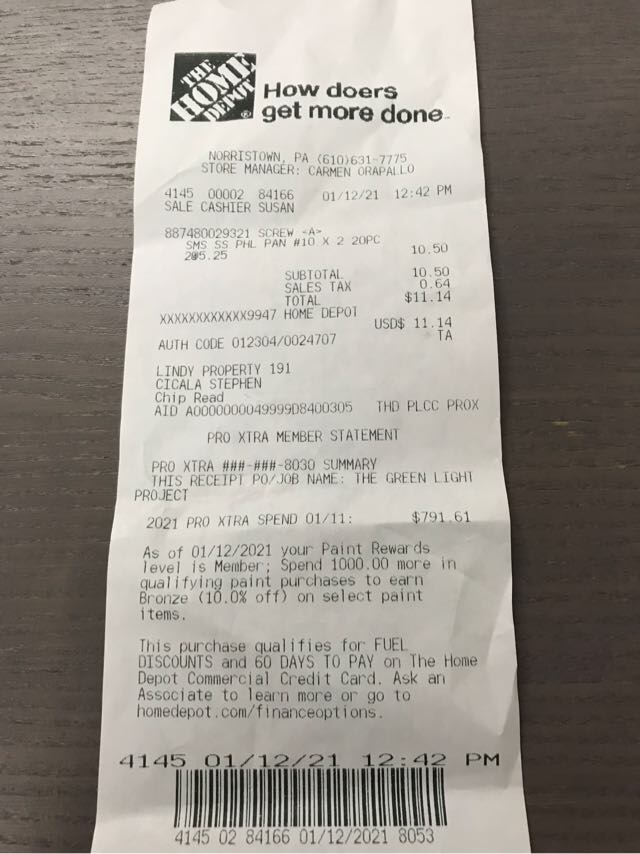 THE
HOME
DEPOT
®
How doers
get more done™
NORRISTOWN, PA (610)631-7775
STORE MANAGER: CARMEN ORAPALLO
4145 00002 84166 01/12/21 12:42 PM
SALE CASHIER SUSAN
887480029321 SCREW <A>
SMS SS PHL PAN #10 X 2 20PC
2@5.25 10.50
SUBTOTAL 10.50
SALES TAX 0.64
TOTAL $11.14
XXXXXXXXXXXX9947 HOME DEPOT
USD$ 11.14
AUTH CODE 012304/0024707 TA
LINDY PROPERTY 191
CICALA STEPHEN
Chip Read
AID A0000000049999D8400305 THD PLCC PROX
PRO XTRA MEMBER STATEMENT
PRO XTRA ###-###-8030 SUMMARY
THIS RECEIPT PO/JOB NAME: THE GREEN LIGHT
PROJECT
2021 PRO XTRA SPEND 01/11: $791.61
As of 01/12/2021 your Paint Rewards
level is Member; Spend 1000.00 more in
qualifying paint purchases to earn
Bronze (10.0% off) on select paint
items.
This purchase qualifies for FUEL
DISCOUNTS and 60 DAYS TO PAY on The Home
Depot Commercial Credit Card. Ask an
Associate to learn more or go to
homedepot.com/financeoptions.
4145 01/12/21 12:42 PM
4145 02 84166 01/12/2021 8053